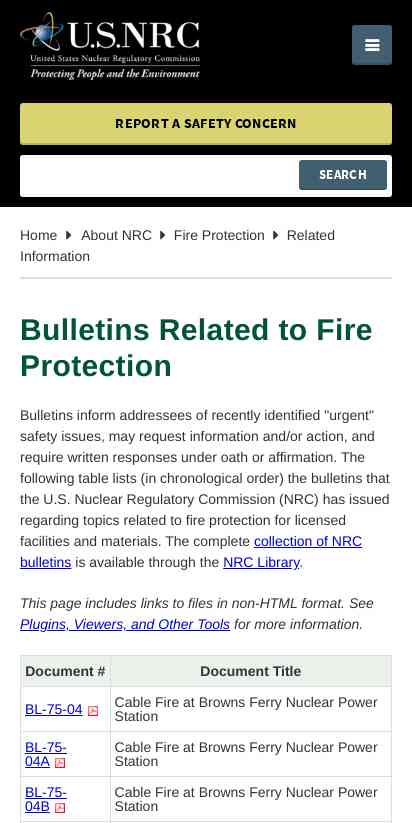 U.S.NRC
United States Nuclear Regulatory Commission
Protecting People and the Environment
REPORT A SAFETY CONCERN
SEARCH
Home About NRC Fire Protection Related
Information
Bulletins Related to Fire
Protection
Bulletins inform addressees of recently identified "urgent"
safety issues, may request information and/or action, and
require written responses under oath or affirmation. The
following table lists (in chronological order) the bulletins that
the U.S. Nuclear Regulatory Commission (NRC) has issued
regarding topics related to fire protection for licensed
facilities and materials. The complete collection of NRC
bulletins is available through the NRC Library.
This page includes links to files in non-HTML format. See
Plugins, Viewers, and Other Tools for more information.
Document # Document Title
BL-75-04 Cable Fire at Browns Ferry Nuclear Power
Station
BL-75-
04A Cable Fire at Browns Ferry Nuclear Power
Station
BL-75-
04B Cable Fire at Browns Ferry Nuclear Power
Station